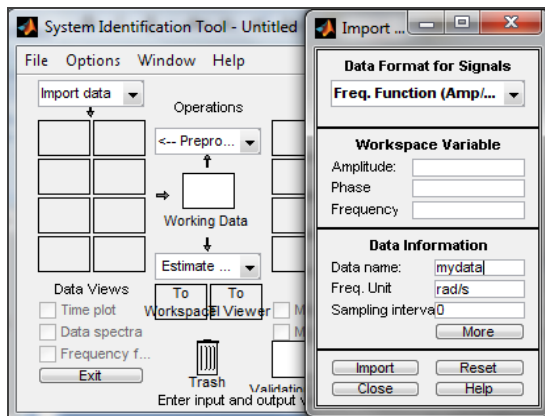 System Identification Tool - Untitled
File Options Window Help
Import data
Operations
<-- Prepro...
Working Data
Estimate ...
Data Views
To
To
Time plot
Workspace
Viewer
Data spectra
Frequency f...
Exit
Trash
Enter input and output
Import ...
Data Format for Signals
Freq. Function (Amp/...
Workspace Variable
Amplitude:
Phase
Frequency
Data Information
Data name: mydata
Freq. Unit rad/s
Sampling interval 0
More
Import Reset
Close Help